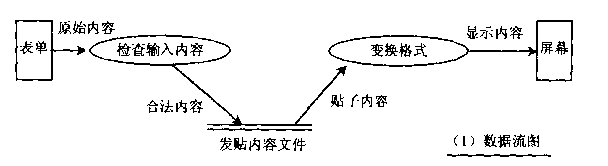 表单
原始内容
检查输入内容
变换格式
显示内容
屏幕
合法内容
贴子内容
发贴内容文件
(1) 数据流图